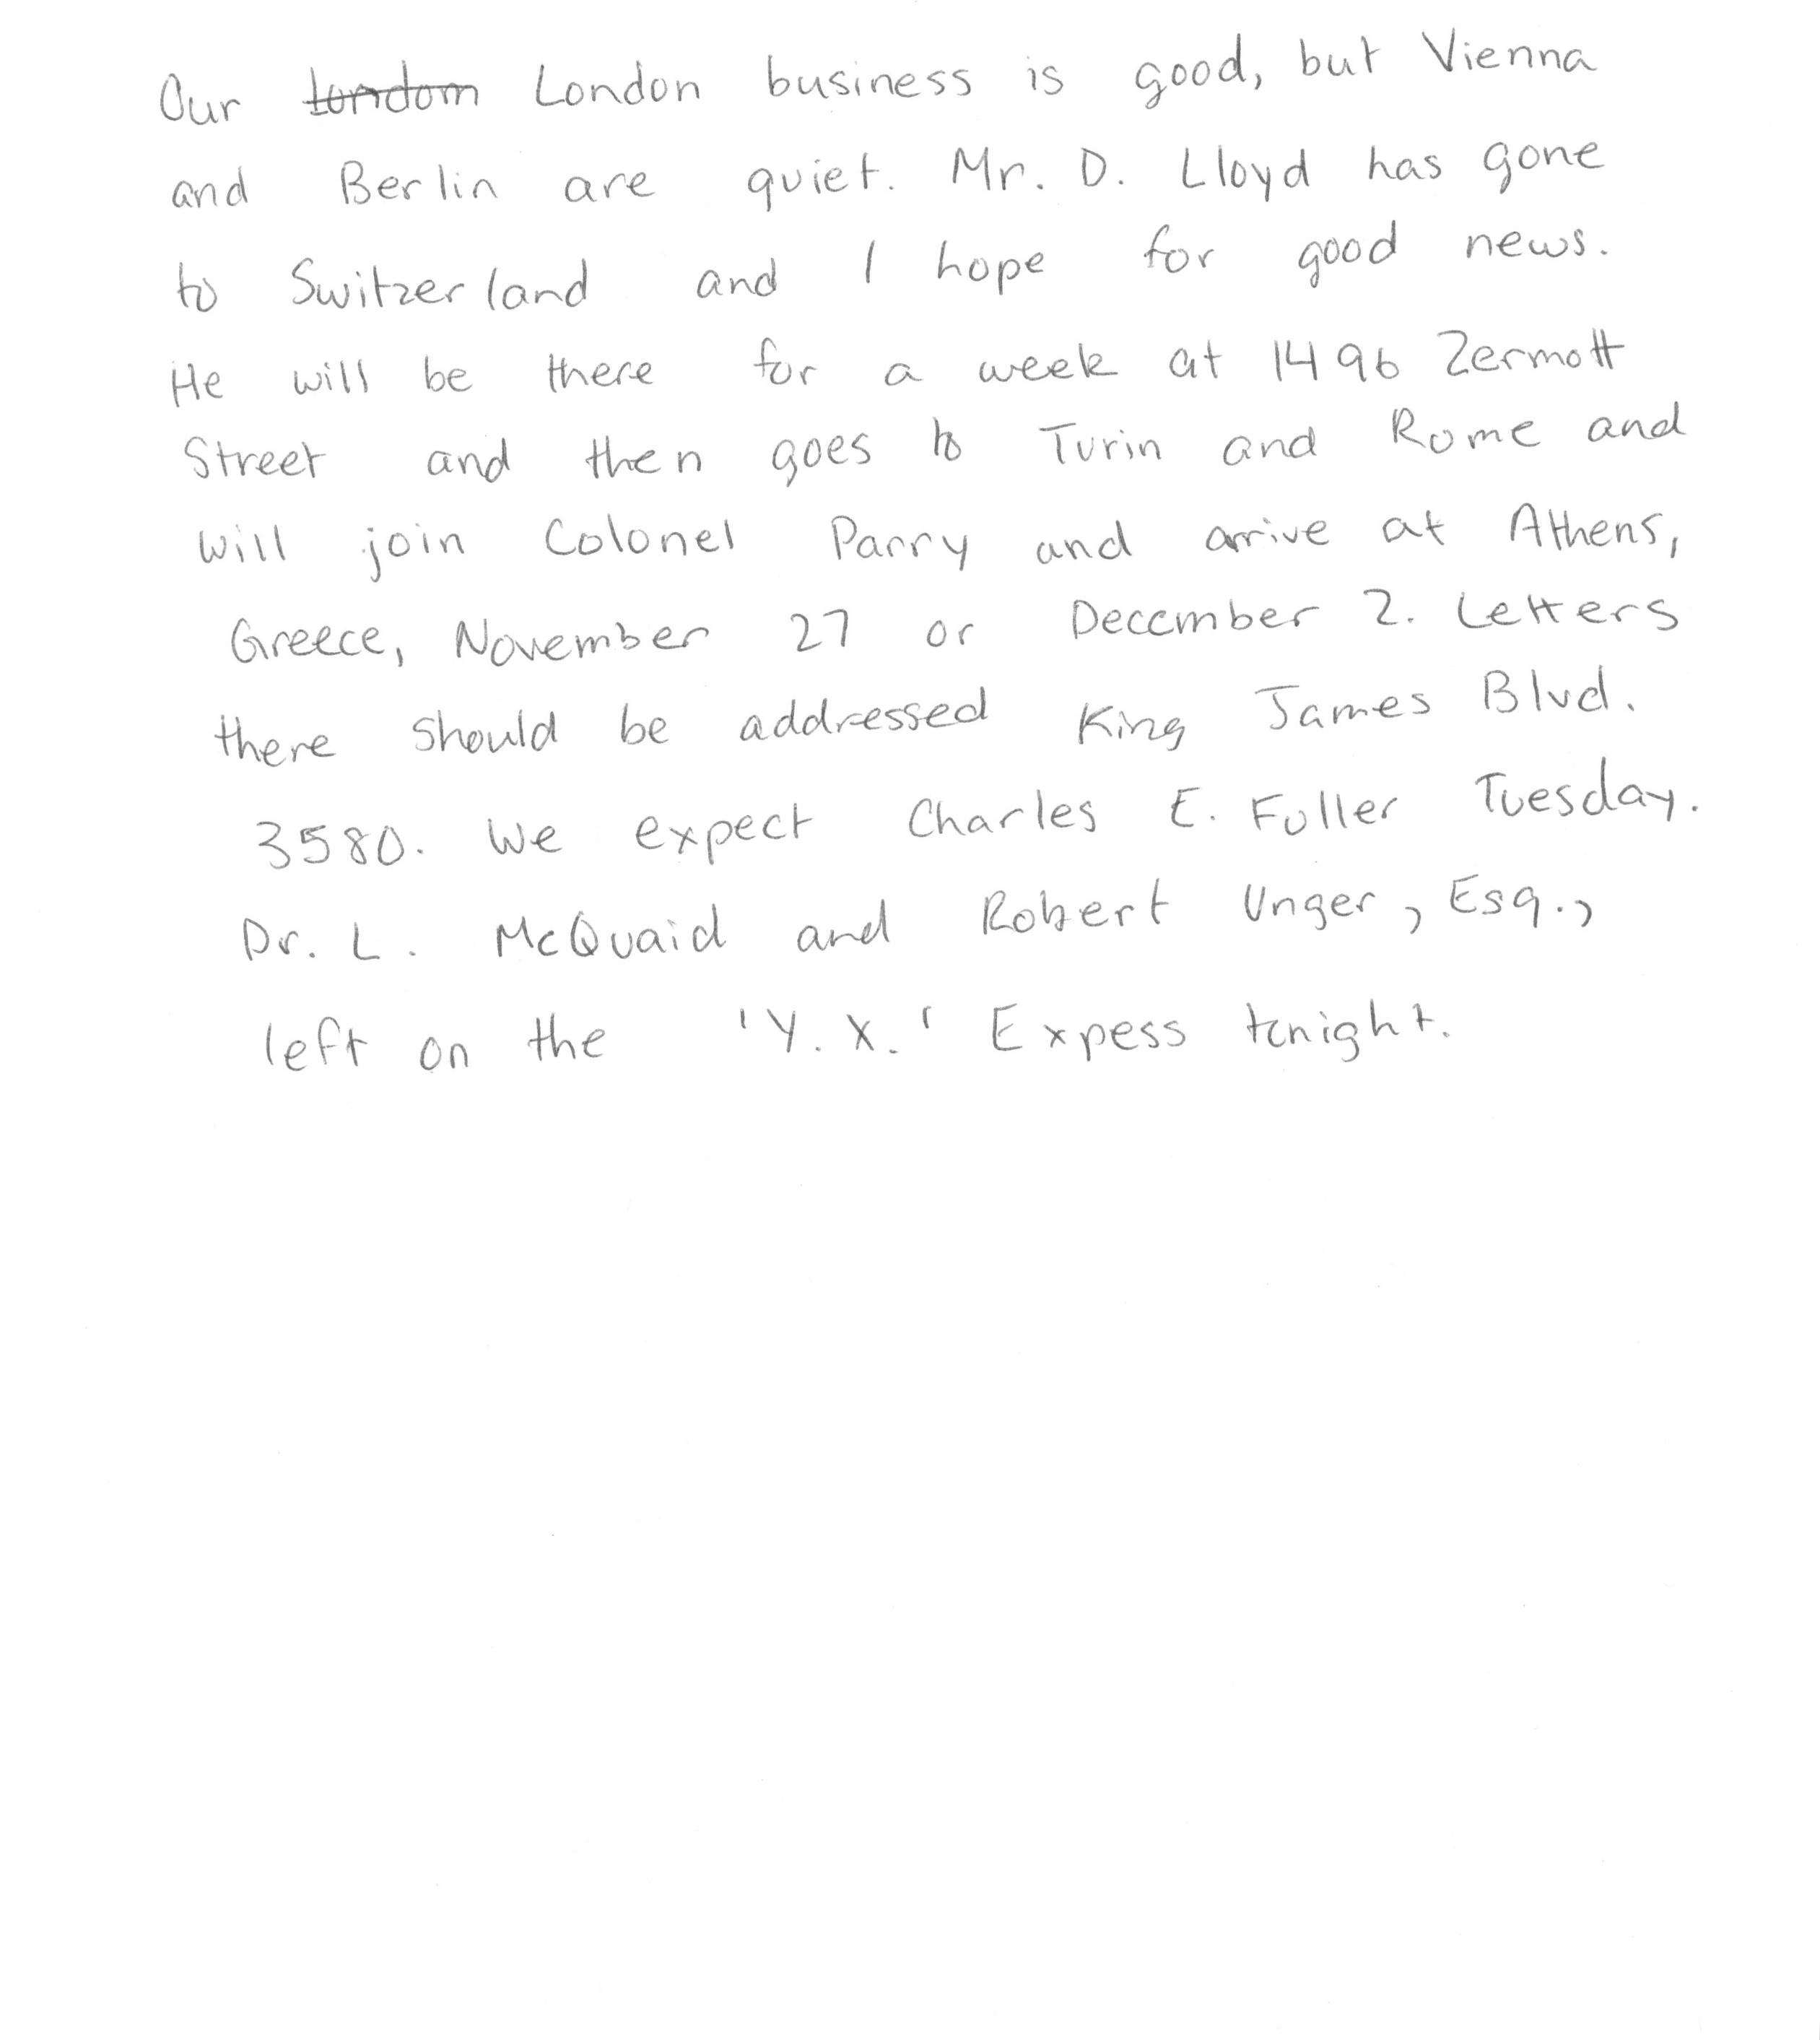 Our London business is good, but Vienna
and Berlin are quiet. Mr. D. Lloyd has gone
to Switzerland and I hope for good news.
He will be there for a week at 1496 Zermott
Street and then goes to Turin and Rome and
will join Colonel Parry and arrive at Athens,
Greece, November 27 or December 2. Letters
there should be addressed King James Blvd.
3580. We expect Charles E. Fuller Tuesday.
Dr. L. McQuaid and Robert Unger, Esq.,
left on the 'Y. X.' Expess tonight.